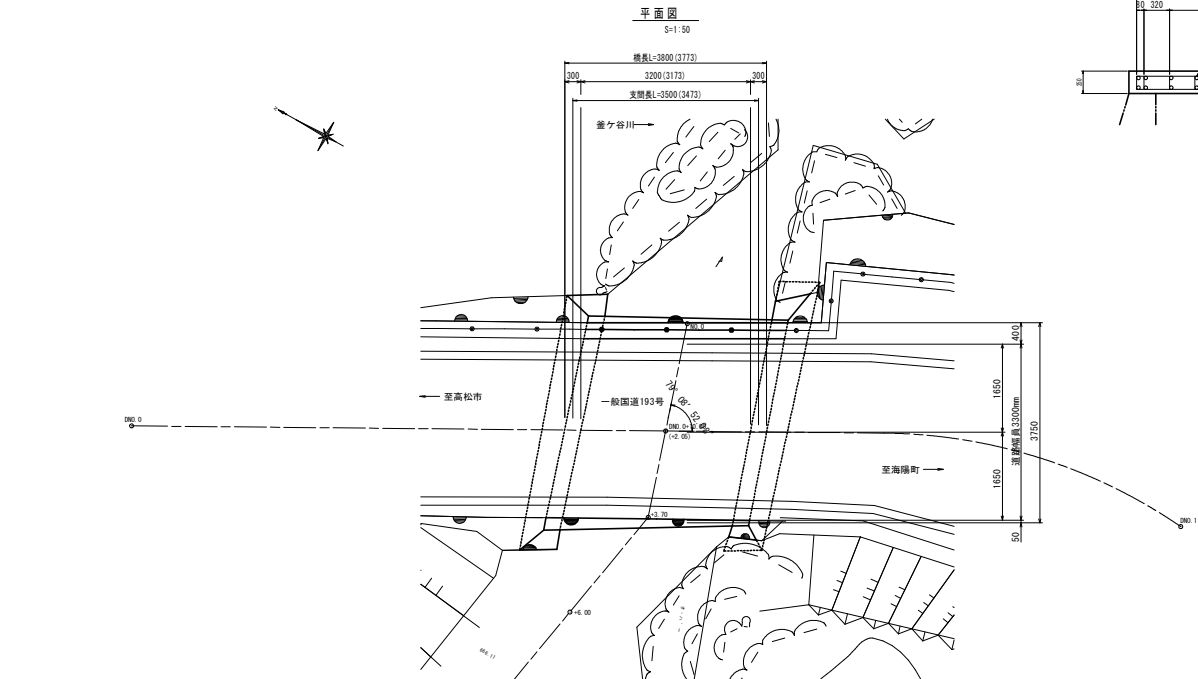 平面図
S=1:50
80 320
橋長L=3800(3773)
300 3200(3173) 300
支間長L=3500(3473)
釜ケ谷川
NO.0
400
1650
至高松市
一般国道193号
DNO.0
(+2.05)
道路幅員3300mm
3750
至海陽町
1650
+3.70
DNO.1
50
+6.00